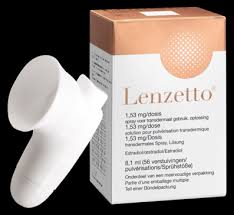 Lenzetto®
1,53 mg/dosis
spray voor transdermaal gebruik, oplossing
1,53 mg/dose
solution pour pulvérisation transdermique
1,53 mg/Dosis
transdermales Spray, Lösung
Estradiol/estradiol/Estradiol
8,1 ml (56 verstuivingen/
pulvérisations/Sprühstöße)
Onderdeel van een meervoudige verpakking
Partie d'une emballage multiple
Teil einer Bündelpackung